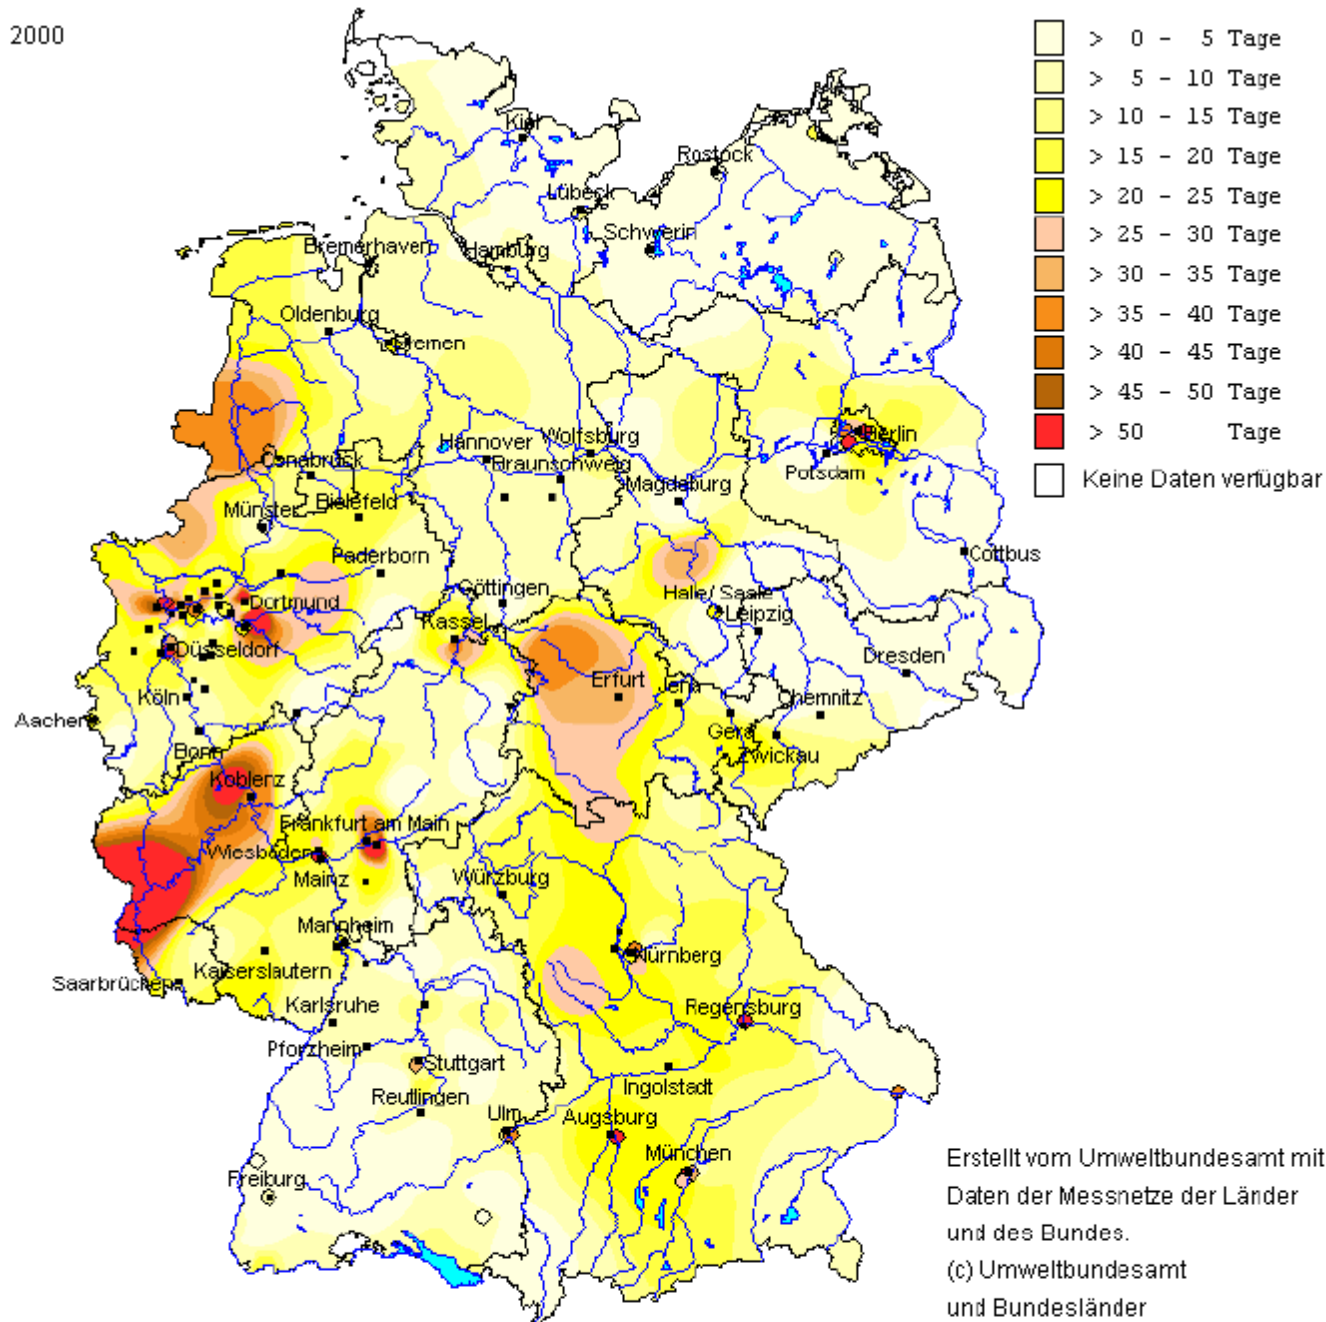 2000
> 0 - 5 Tage
> 5 - 10 Tage
> 10 - 15 Tage
> 15 - 20 Tage
> 20 - 25 Tage
> 25 - 30 Tage
> 30 - 35 Tage
> 35 - 40 Tage
> 40 - 45 Tage
> 45 - 50 Tage
> 50 Tage
Keine Daten verfügbar
Kiel
Rostock
Lübeck
Schwerin
Bremerhaven
Hamburg
Oldenburg
Bremen
Berlin
Potsdam
Hannover
Wolfsburg
Braunschweig
Osnabrück
Magdeburg
Münster
Bielefeld
Paderborn
Cottbus
Göttingen
Halle/ Saale
Leipzig
Dortmund
Kassel
Düsseldorf
Dresden
Erfurt
Jena
Chemnitz
Köln
Aachen
Gera
Zwickau
Bonn
Koblenz
Frankfurt am Main
Wiesbaden
Mainz
Würzburg
Mannheim
Nürnberg
Kaiserslautern
Saarbrücken
Karlsruhe
Regensburg
Pforzheim
Stuttgart
Ingolstadt
Reutlingen
Ulm
Augsburg
München
Freiburg
Erstellt vom Umweltbundesamt mit
Daten der Messnetze der Länder
und des Bundes.
(c) Umweltbundesamt
und Bundesländer